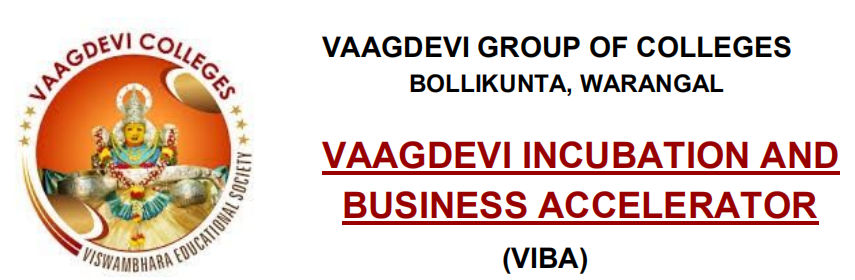 VAAGDEVI COLLEGES
VISWAMBHARA EDUCATIONAL SOCIETY
VAAGDEVI GROUP OF COLLEGES
BOLLIKUNTA, WARANGAL
VAAGDEVI INCUBATION AND
BUSINESS ACCELERATOR
(VIBA)